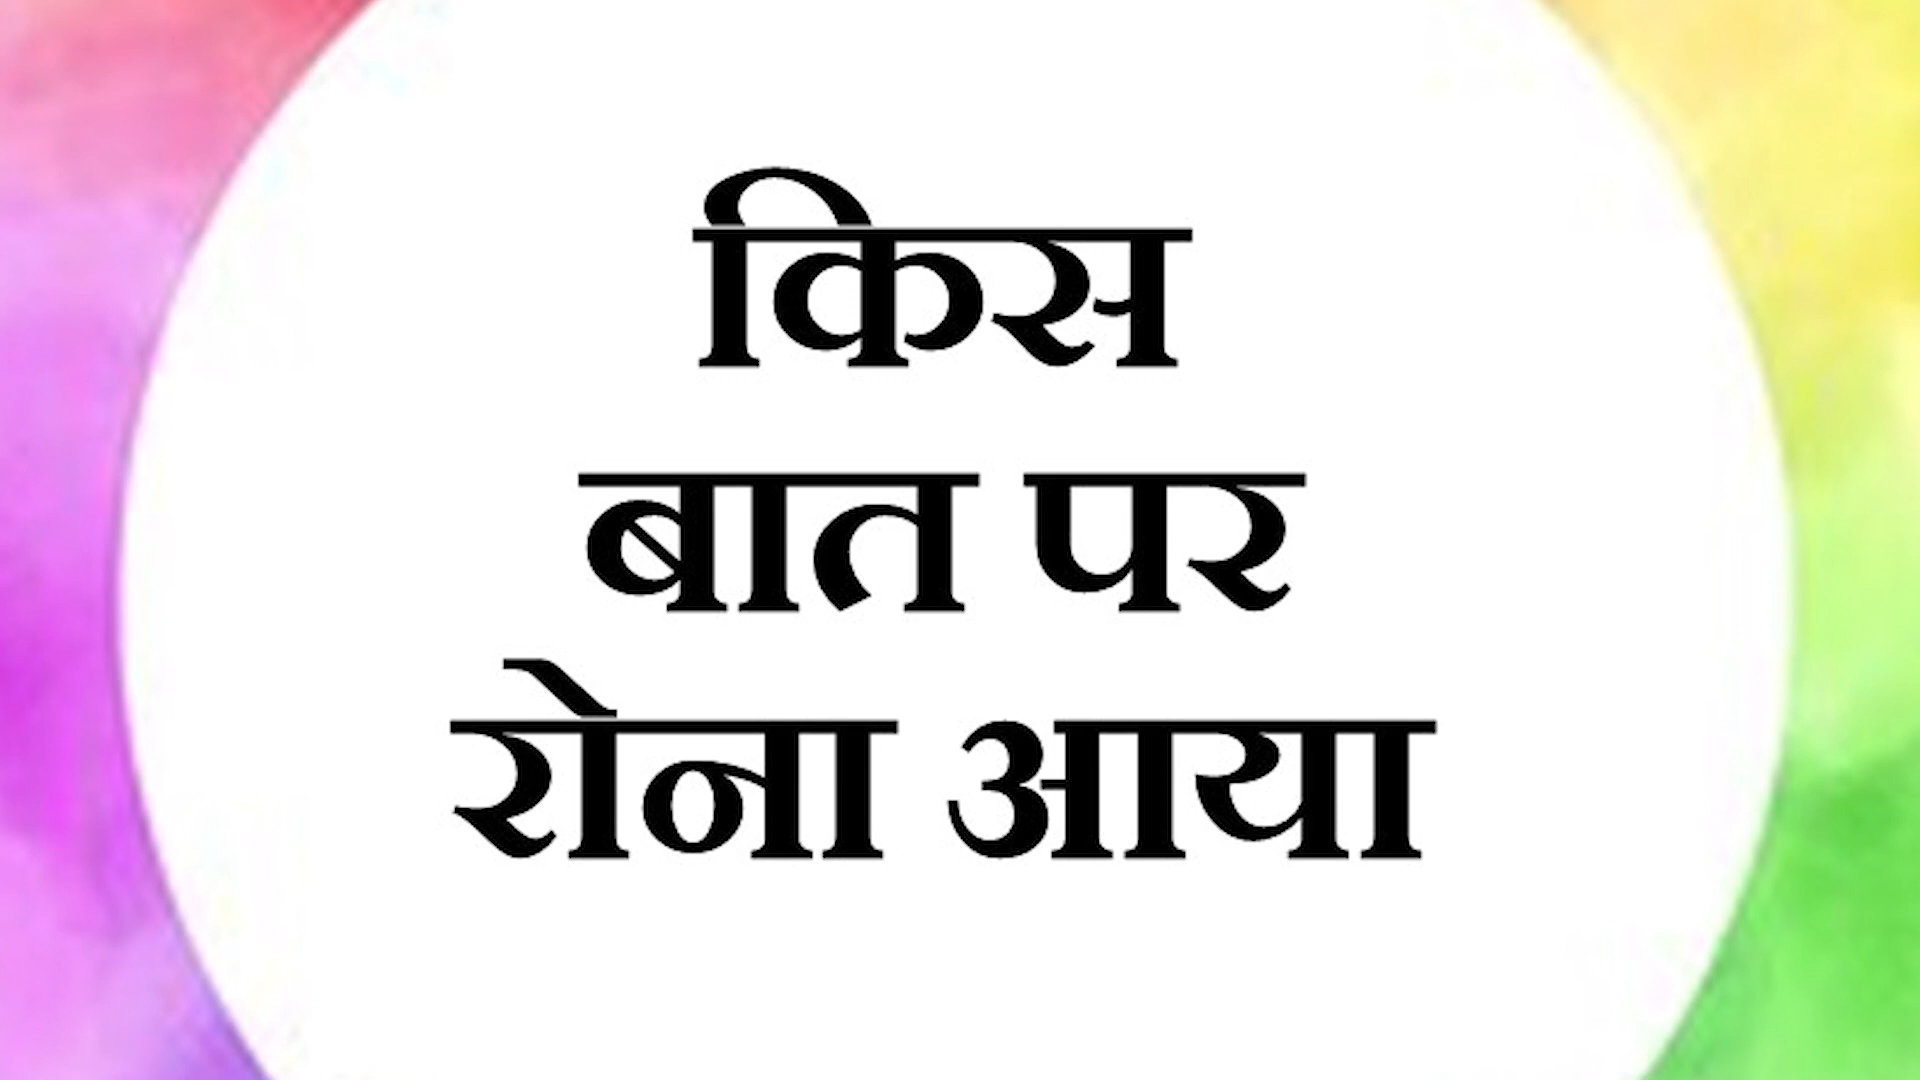 किस
बात पर
रोना आया